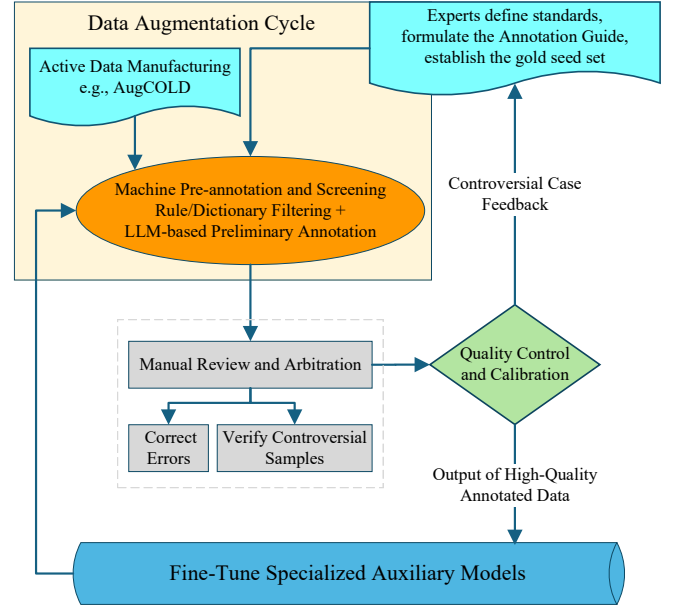 Data Augmentation Cycle
Experts define standards,
formulate the Annotation Guide,
establish the gold seed set
Active Data Manufacturing
e.g., AugCOLD
Machine Pre-annotation and Screening
Rule/Dictionary Filtering +
LLM-based Preliminary Annotation
Controversial Case
Feedback
Manual Review and Arbitration
Quality Control
and Calibration
Correct
Errors
Verify Controversial
Samples
Output of High-Quality
Annotated Data
Fine-Tune Specialized Auxiliary Models